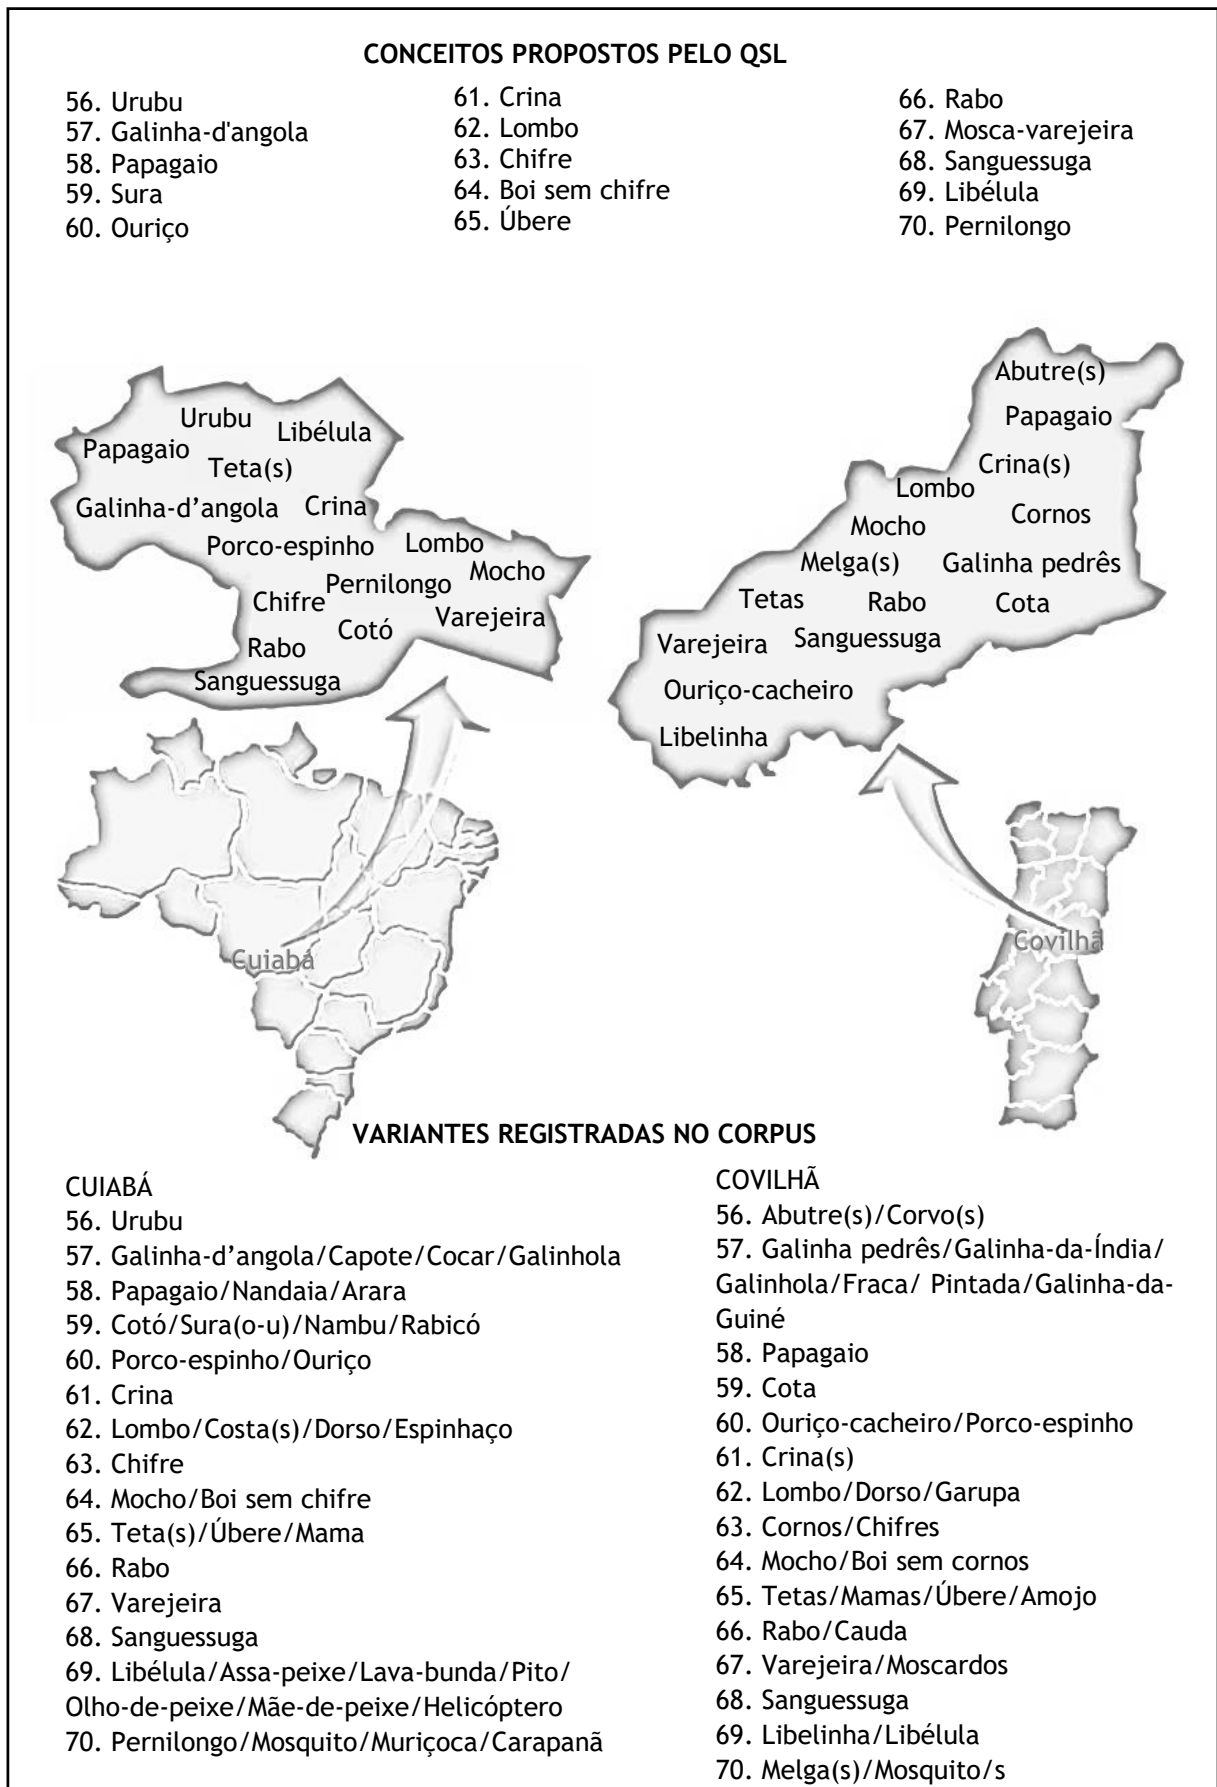 CONCEITOS PROPOSTOS PELO QSL
56. Urubu
57. Galinha-d'angola
58. Papagaio
59. Sura
60. Ouriço
61. Crina
62. Lombo
63. Chifre
64. Boi sem chifre
65. Úbere
66. Rabo
67. Mosca-varejeira
68. Sanguessuga
69. Libélula
70. Pernilongo
Urubu
Libélula
Papagaio
Teta(s)
Galinha-d’angola
Crina
Porco-espinho
Lombo
Mocho
Pernilongo
Chifre
Varejeira
Cotó
Rabo
Sanguessuga
Cuiabá
Abutre(s)
Papagaio
Crina(s)
Lombo
Cornos
Mocho
Melga(s)
Galinha pedrês
Tetas
Rabo
Cota
Varejeira
Sanguessuga
Ouriço-cacheiro
Libelinha
Covilhã
VARIANTES REGISTRADAS NO CORPUS
CUIABÁ
56. Urubu
57. Galinha-d’angola/Capote/Cocar/Galinhola
58. Papagaio/Nandaia/Arara
59. Cotó/Sura(o-u)/Nambu/Rabicó
60. Porco-espinho/Ouriço
61. Crina
62. Lombo/Costa(s)/Dorso/Espinhaço
63. Chifre
64. Mocho/Boi sem chifre
65. Teta(s)/Úbere/Mama
66. Rabo
67. Varejeira
68. Sanguessuga
69. Libélula/Assa-peixe/Lava-bunda/Pito/
Olho-de-peixe/Mãe-de-peixe/Helicóptero
70. Pernilongo/Mosquito/Muriçoca/Carapanã
COVILHÃ
56. Abutre(s)/Corvo(s)
57. Galinha pedrês/Galinha-da-Índia/
Galinhola/Fraca/ Pintada/Galinha-da-
Guiné
58. Papagaio
59. Cota
60. Ouriço-cacheiro/Porco-espinho
61. Crina(s)
62. Lombo/Dorso/Garupa
63. Cornos/Chifres
64. Mocho/Boi sem cornos
65. Tetas/Mamas/Úbere/Amojo
66. Rabo/Cauda
67. Varejeira/Moscardos
68. Sanguessuga
69. Libelinha/Libélula
70. Melga(s)/Mosquito/s